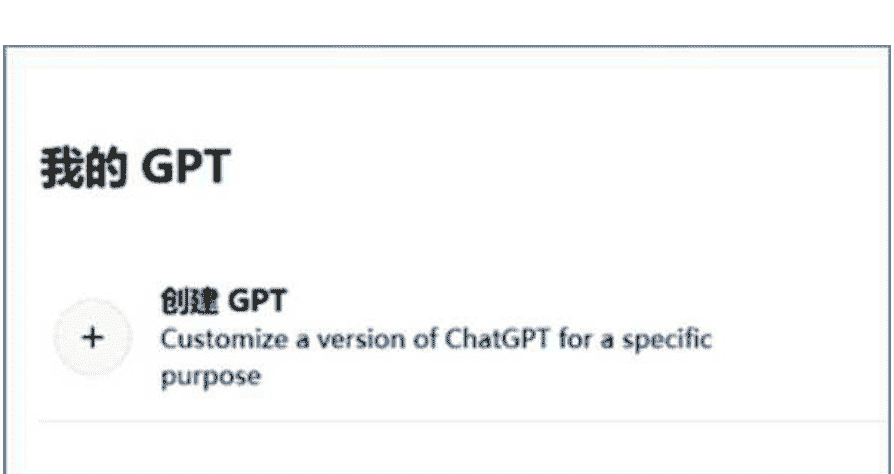 我的 GPT
创建 GPT
Customize a version of ChatGPT for a specific
purpose